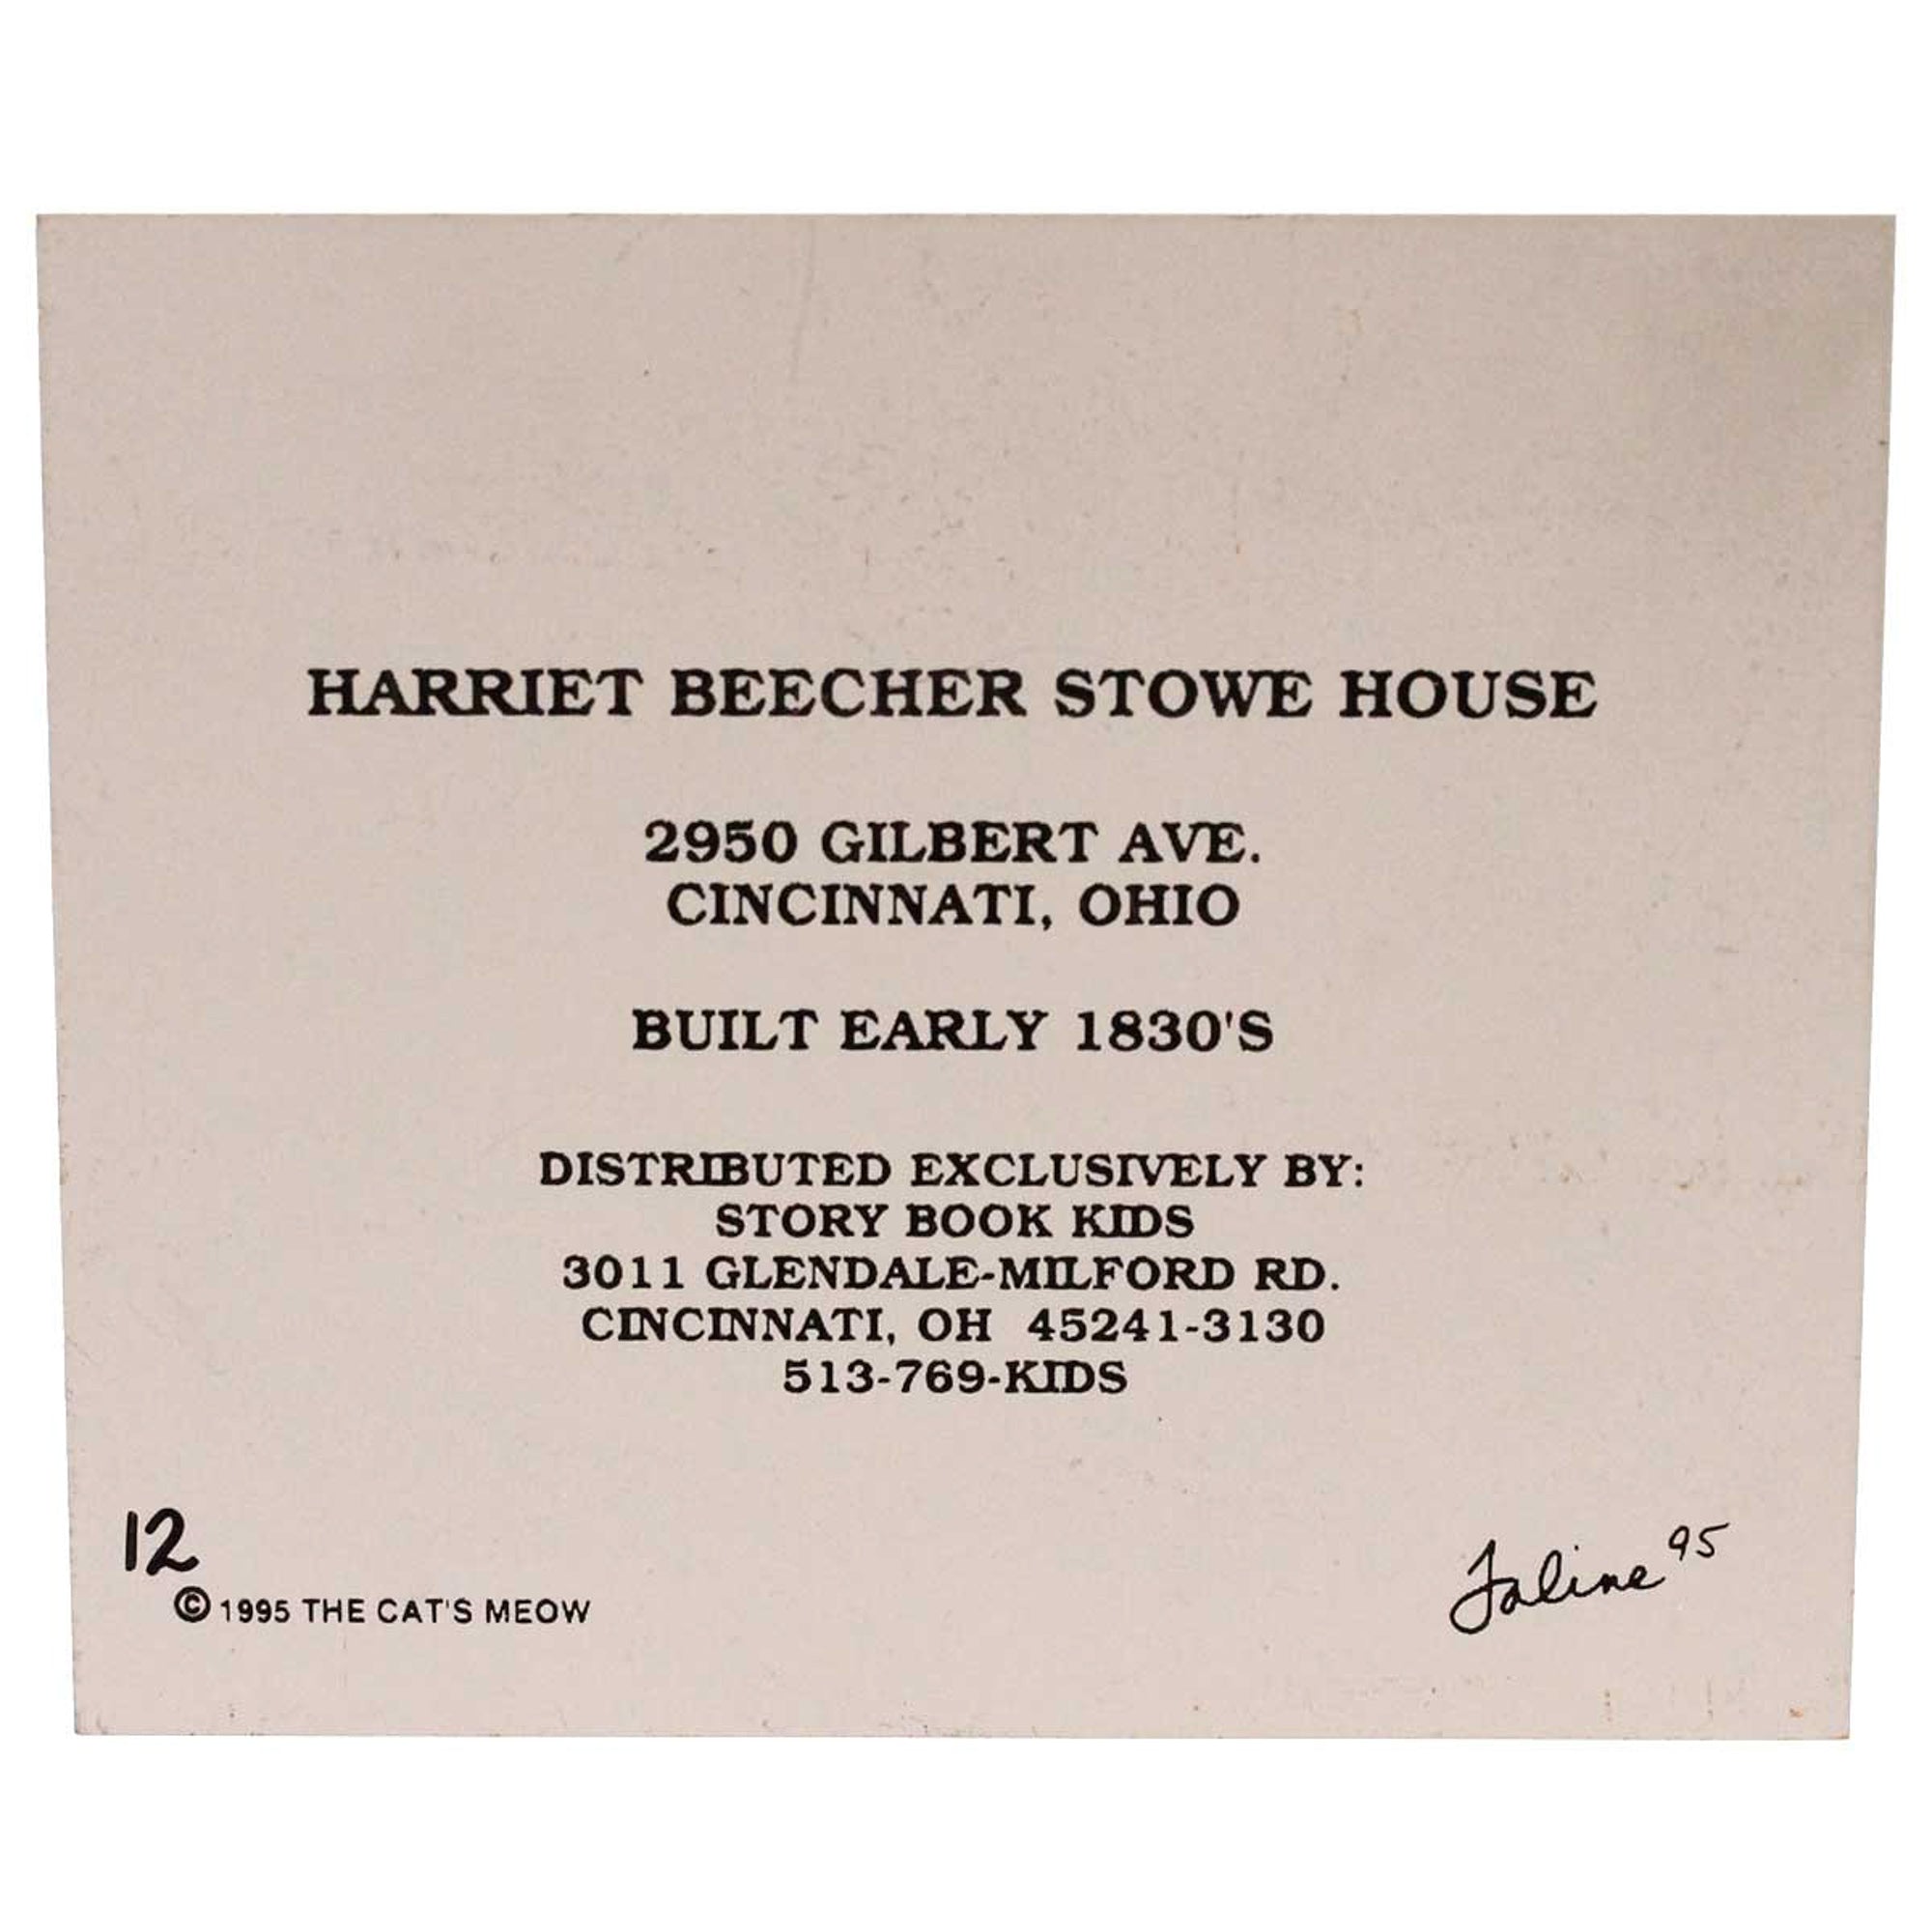 HARRIET BEECHER STOWE HOUSE
2950 GILBERT AVE.
CINCINNATI, OHIO
BUILT EARLY 1830'S
DISTRIBUTED EXCLUSIVELY BY:
STORY BOOK KIDS
3011 GLENDALE-MILFORD RD.
CINCINNATI, OH 45241-3130
513-769-KIDS
12
© 1995 THE CAT'S MEOW
Faline 95